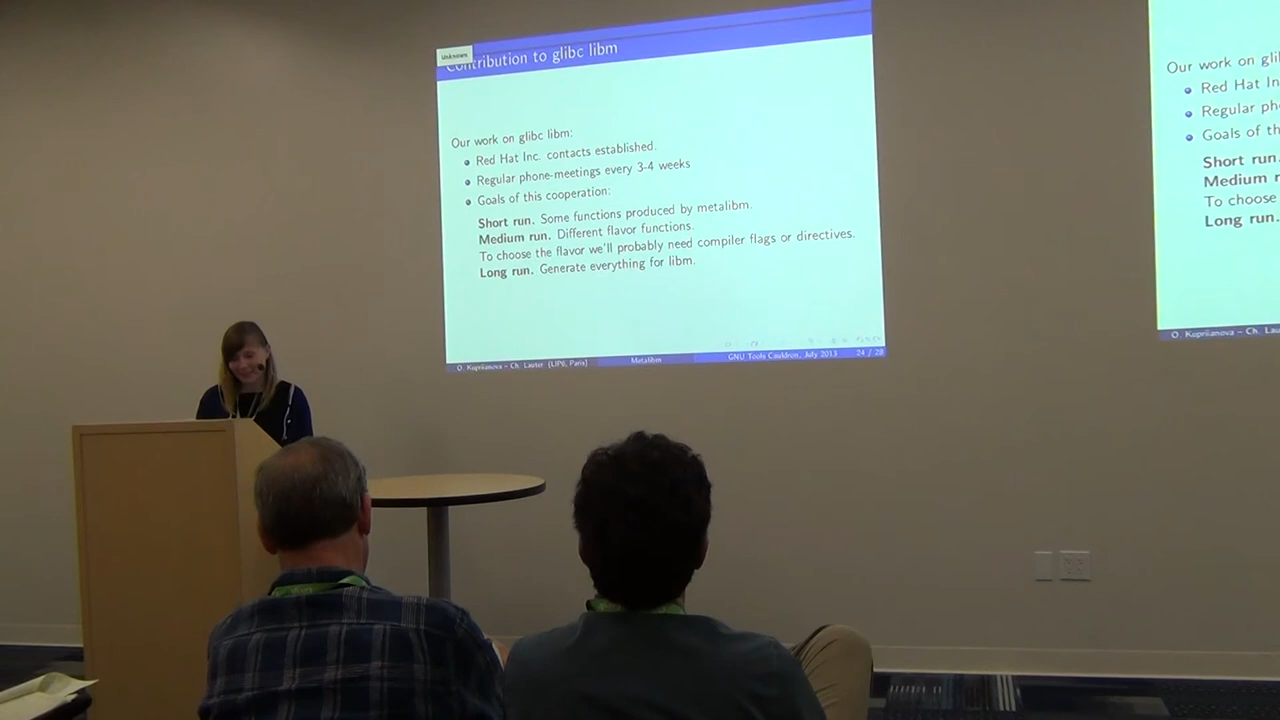 Unknown
Contribution to glibc libm
Our work on glibc libm:
Red Hat Inc. contacts established.
Regular phone-meetings every 3-4 weeks
Goals of this cooperation:
Short run. Some functions produced by metalibm.
Medium run. Different flavor functions.
To choose the flavor we'll probably need compiler flags or directives.
Long run. Generate everything for libm.
O. Kupriianova – Ch. Lauter (LIP6, Paris) Metalibm GNU Tools Cauldron, July 2013 24 / 28
Our work on gli
Red Hat In
Regular ph
Goals of th
Short run.
Medium r
To choose
Long run.
O. Kupriianova – Ch. Lau